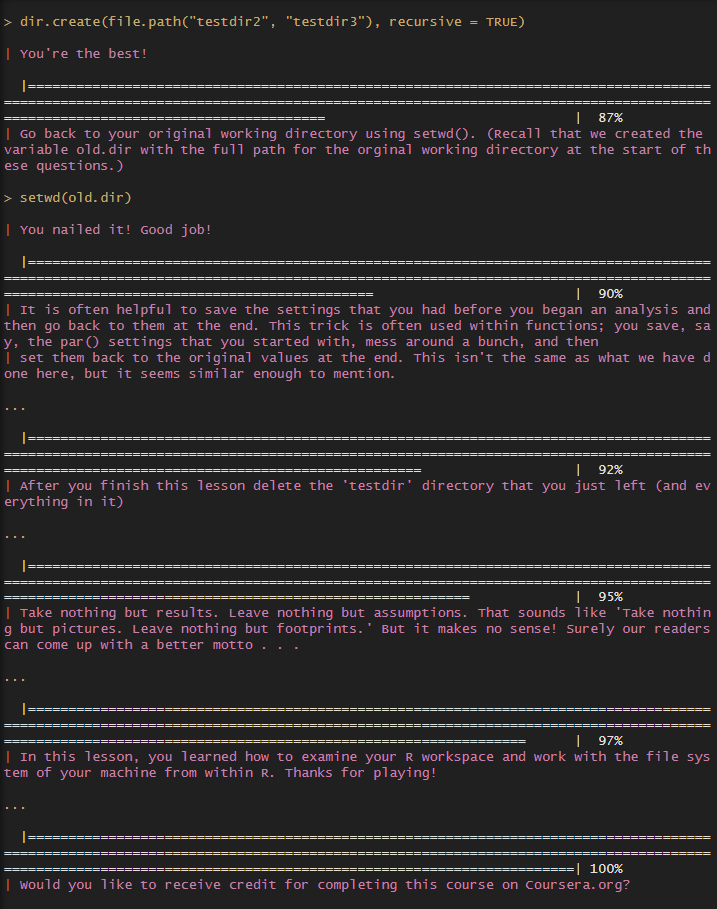 > dir.create(file.path("testdir2", "testdir3"), recursive = TRUE)
| You're the best!
|=====================================================================================
========================================================================================
======================================== | 87%
| Go back to your original working directory using setwd(). (Recall that we created the
variable old.dir with the full path for the orginal working directory at the start of th
ese questions.)
> setwd(old.dir)
| You nailed it! Good job!
|=====================================================================================
========================================================================================
============================================== | 90%
| It is often helpful to save the settings that you had before you began an analysis and
then go back to them at the end. This trick is often used within functions; you save, sa
y, the par() settings that you started with, mess around a bunch, and then
| set them back to the original values at the end. This isn't the same as what we have d
one here, but it seems similar enough to mention.
...
|=====================================================================================
========================================================================================
==================================================== | 92%
| After you finish this lesson delete the 'testdir' directory that you just left (and ev
erything in it)
...
|=====================================================================================
========================================================================================
========================================================== | 95%
| Take nothing but results. Leave nothing but assumptions. That sounds like 'Take nothin
g but pictures. Leave nothing but footprints.' But it makes no sense! Surely our readers
can come up with a better motto . . .
...
|=====================================================================================
========================================================================================
================================================================= | 97%
| In this lesson, you learned how to examine your R workspace and work with the file sys
tem of your machine from within R. Thanks for playing!
...
|=====================================================================================
========================================================================================
=======================================================================| 100%
| Would you like to receive credit for completing this course on Coursera.org?